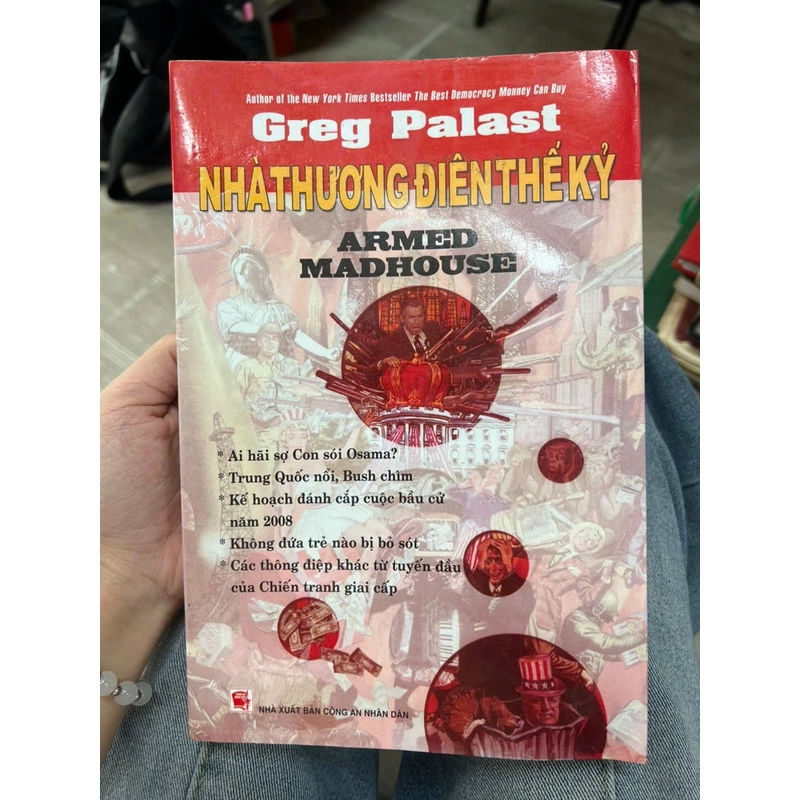 Author of the New York Times Bestseller The Best Democracy Monney Can Buy
Greg Palast
NHÀ THƯƠNG ĐIÊN THẾ KỶ
ARMED
MADHOUSE
* Ai hãi sợ Con sói Osama?
* Trung Quốc nổi, Bush chìm
* Kế hoạch đánh cắp cuộc bầu cử
năm 2008
* Không đứa trẻ nào bị bỏ sót
* Các thông điệp khác từ tuyến đầu
của Chiến tranh giai cấp
NHÀ XUẤT BẢN CÔNG AN NHÂN DÂN